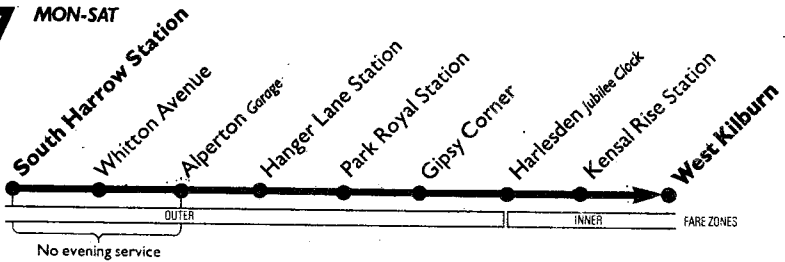 MON-SAT
South Harrow Station
Whitton Avenue
Alperton Garage
Hanger Lane Station
Park Royal Station
Gipsy Corner
Harlesden Jubilee Clock
Kensal Rise Station
West Kilburn
OUTER
INNER
FARE ZONES
No evening service